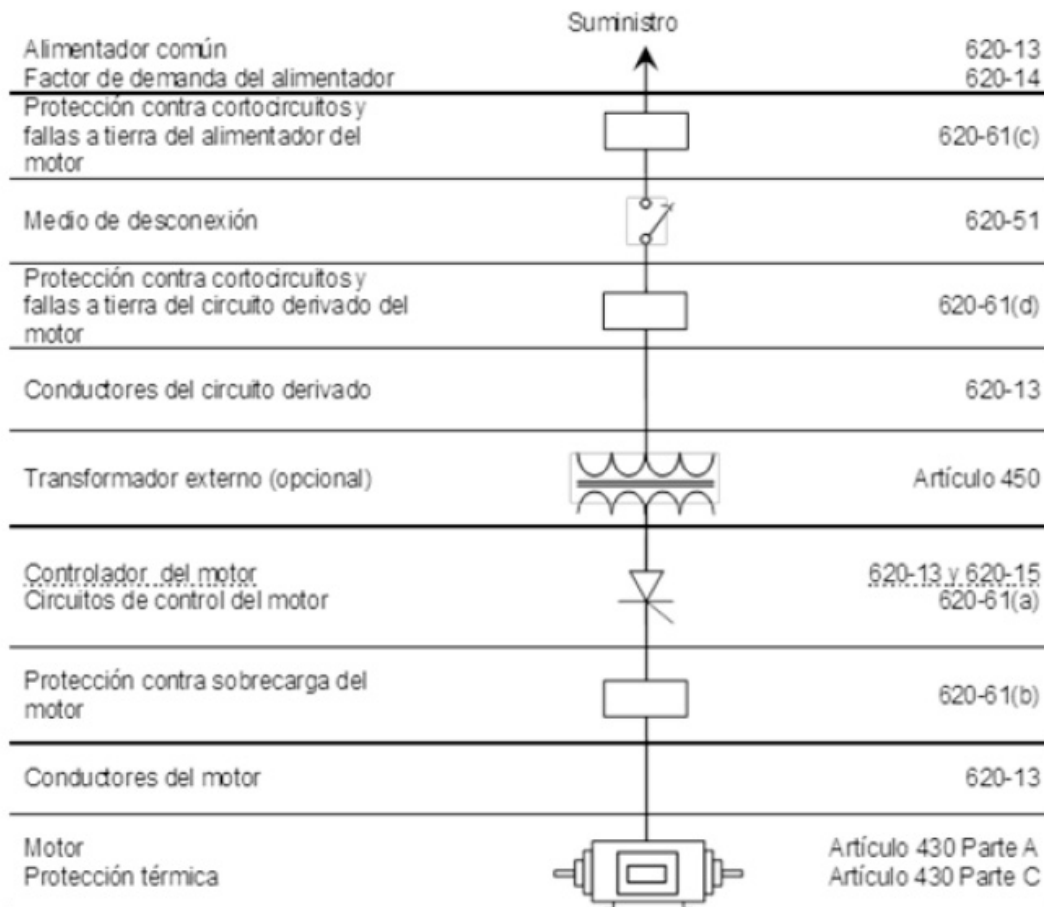 Suministro
Alimentador común 620-13
Factor de demanda del alimentador 620-14
Protección contra cortocircuitos y
fallas a tierra del alimentador del
motor
620-61(c)
Medio de desconexión 620-51
Protección contra cortocircuitos y
fallas a tierra del circuito derivado del
motor
620-61(d)
Conductores del circuito derivado 620-13
Transformador externo (opcional) Artículo 450
Controlador del motor 620-13 y 620-15
Circuitos de control del motor 620-61(a)
Protección contra sobrecarga del
motor
620-61(b)
Conductores del motor 620-13
Motor Artículo 430 Parte A
Protección térmica Artículo 430 Parte C